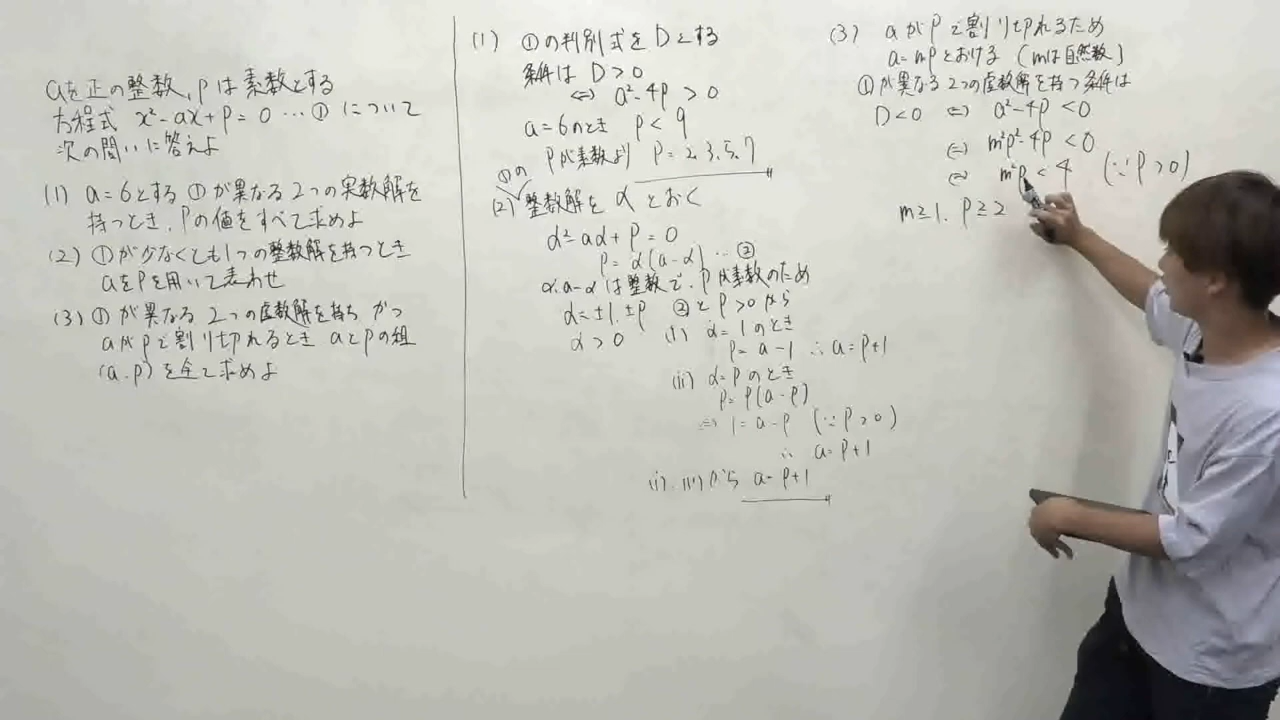 aを正の整数、pは素数とする
方程式 x²-ax+p=0 …① について
次の問いに答えよ
(1) a=6とする ①が異なる2つの実数解を
持つとき、Pの値をすべて求めよ
(2) ①が少なくとも1つの整数解を持つとき
aをpを用いて表わせ
(3) ①が異なる2つの虚数解を持ち かつ
aがpで割り切れるとき aとpの組
(a.p)を全て求めよ
(1) ①の判別式をDとする
条件は D>0
⇔ a²-4p >0
a=6のとき p<9
Pが素数より P=2.3.5.7
①の
(2) 整数解を αとおく
α²-aα+p=0
p=α(a-α)…②
α.a-αは整数で、Pが素数のため
α=±1.±p ②とp>0から
α>0 (i) α=1のとき
p=a-1 ∴a=p+1
(ii) α=pのとき
p=p(a-p)
⇔ 1=a-p (∵p>0)
∴ a=p+1
(i).(ii)から a=p+1
(3) aがpで割り切れるため
a=mpとおける (mは自然数)
①が異なる2つの虚数解を持つ条件は
D<0 ⇔ a²-4p<0
⇔ m²p²-4p<0
⇔ m²p<4 (∵p>0)
m≧1. p≧2